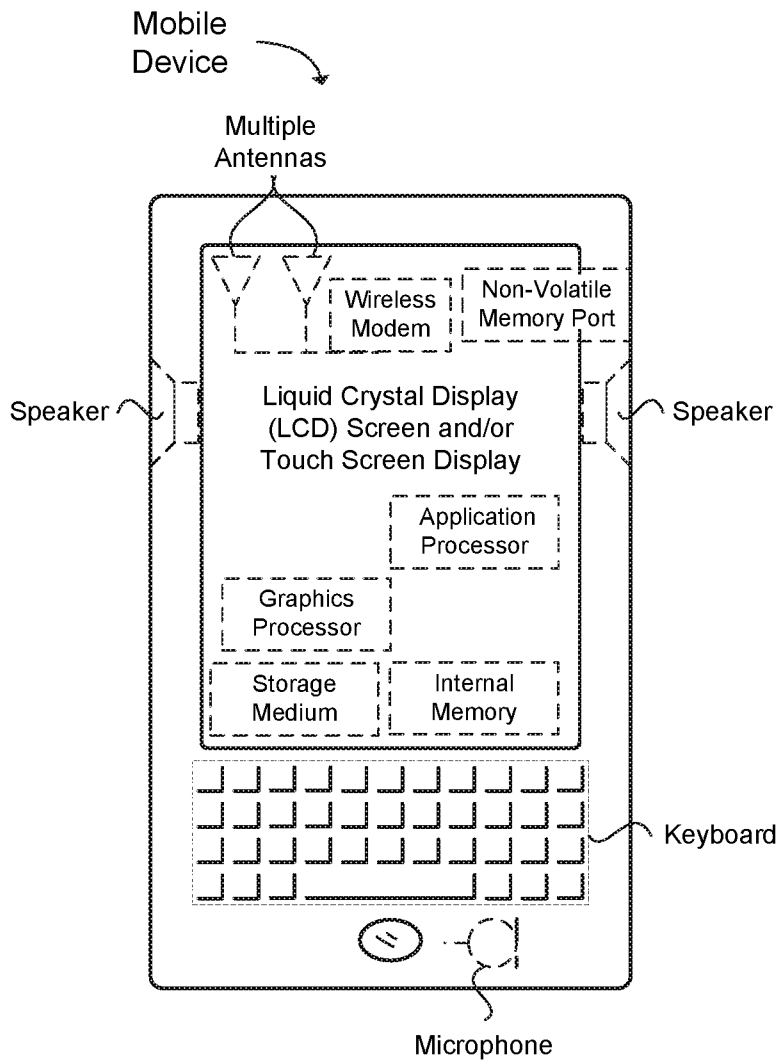 Mobile
Device
Multiple
Antennas
Wireless
Modem
Non-Volatile
Memory Port
Speaker
Liquid Crystal Display
(LCD) Screen and/or
Touch Screen Display
Speaker
Application
Processor
Graphics
Processor
Storage
Medium
Internal
Memory
Keyboard
Microphone